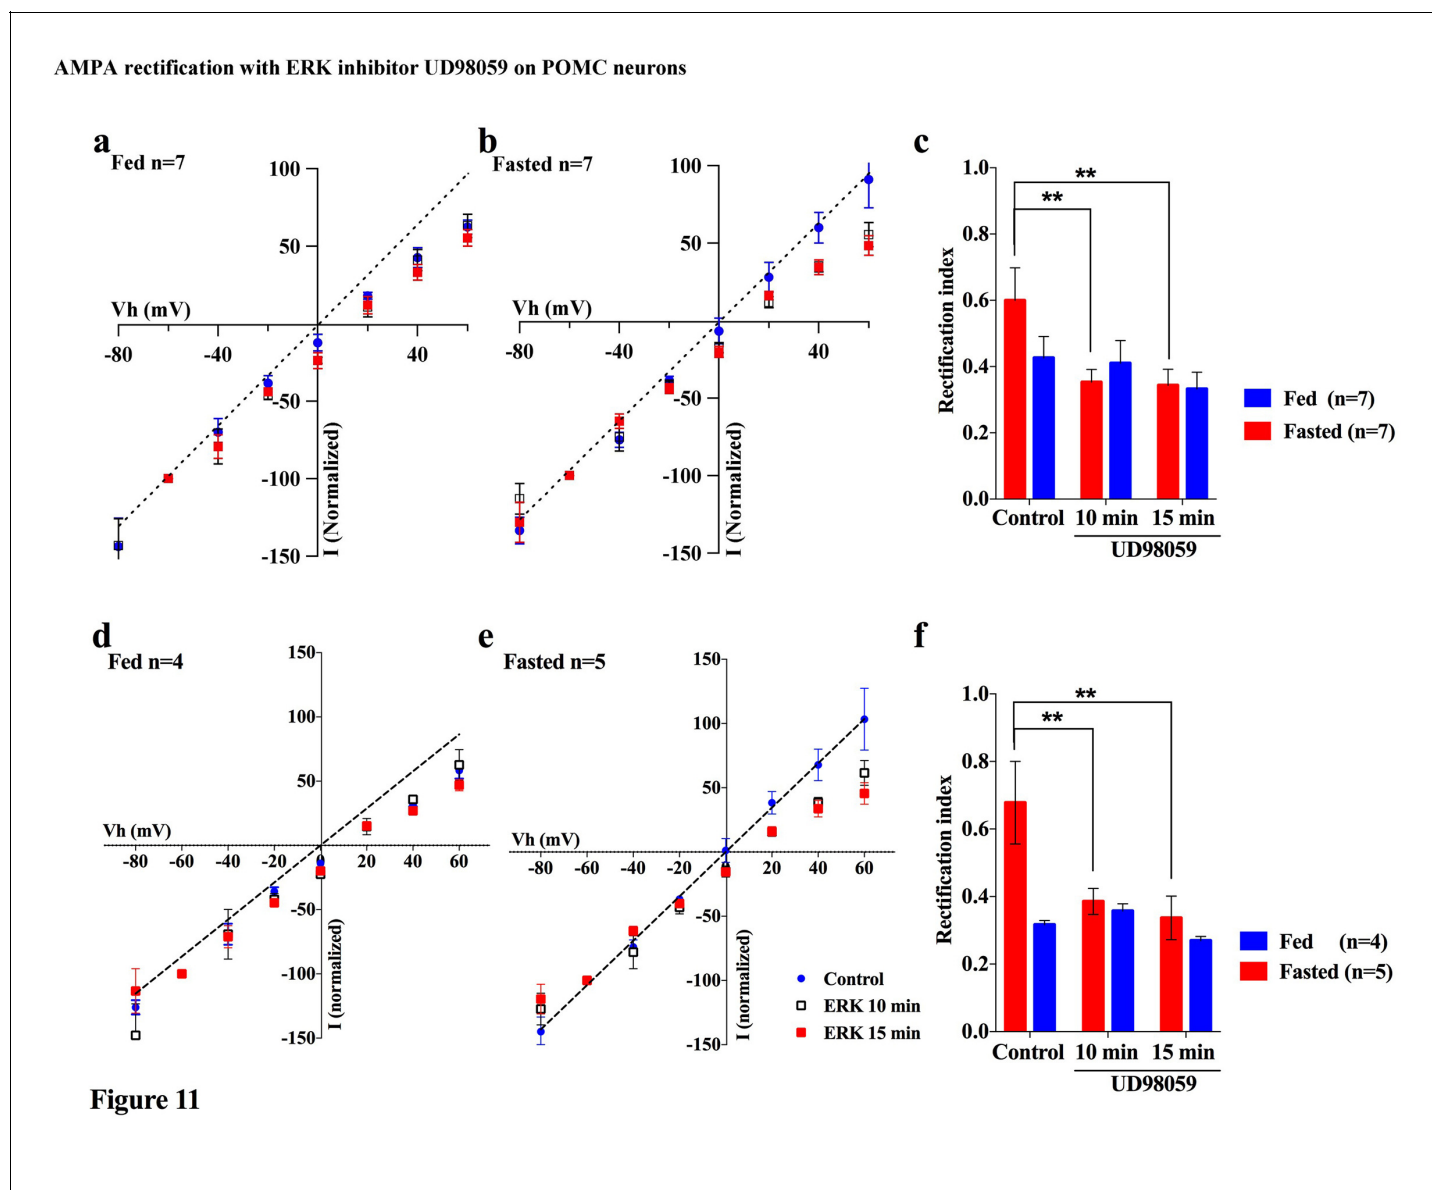 AMPA rectification with ERK inhibitor UD98059 on POMC neurons
a
Fed n=7
100
50
Vh (mV)
-80
-40
40
-50
-100
-150
I (Normalized)
b
Fasted n=7
100
50
Vh (mV)
-80
-40
40
-50
-100
-150
I (Normalized)
c
1.0
0.8
0.6
0.4
0.2
0.0
Rectification index
**
**
Control 10 min 15 min
UD98059
Fed (n=7)
Fasted (n=7)
d
Fed n=4
150
100
50
Vh (mV)
-80 -60 -40 -20 0 20 40 60
-50
-100
-150
I (normalized)
e
Fasted n=5
150
100
50
Vh (mV)
-80 -60 -40 -20 0 20 40 60
-50
-100
-150
I (normalized)
Control
ERK 10 min
ERK 15 min
f
1.0
0.8
0.6
0.4
0.2
0.0
Rectification index
**
**
Control 10 min 15 min
UD98059
Fed (n=4)
Fasted (n=5)
Figure 11